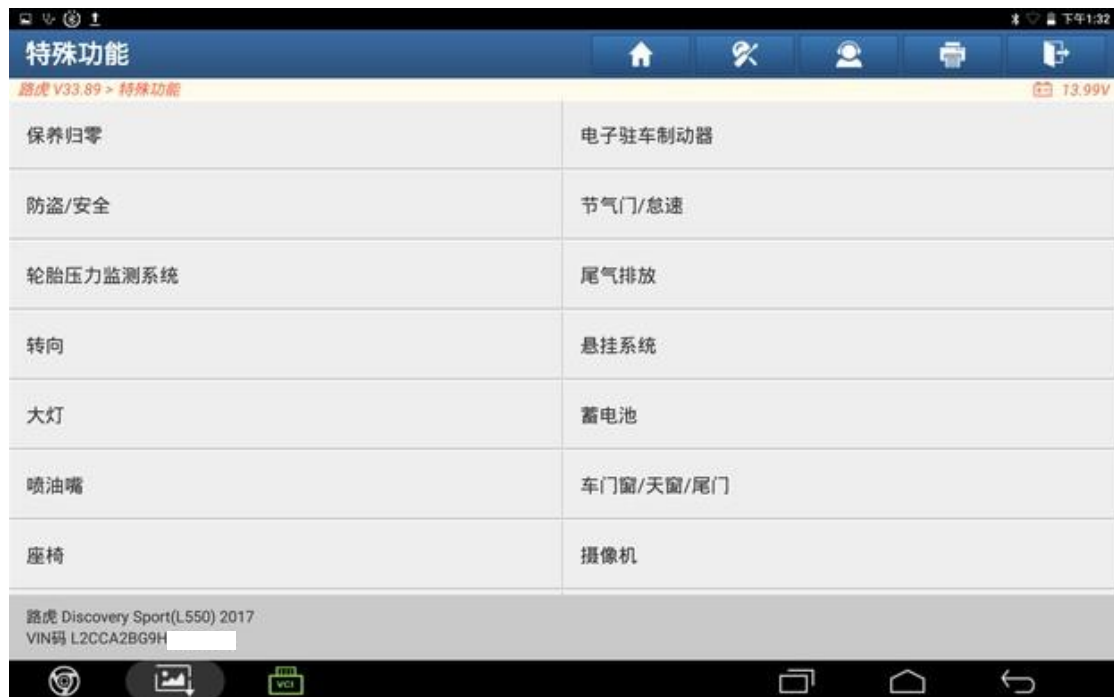 下午1:32
特殊功能
路虎 V33.89 > 特殊功能
13.99V
保养归零
电子驻车制动器
防盗/安全
节气门/怠速
轮胎压力监测系统
尾气排放
转向
悬挂系统
大灯
蓄电池
喷油嘴
车门窗/天窗/尾门
座椅
摄像机
路虎 Discovery Sport(L550) 2017
VIN码 L2CCA2BG9H
VCI